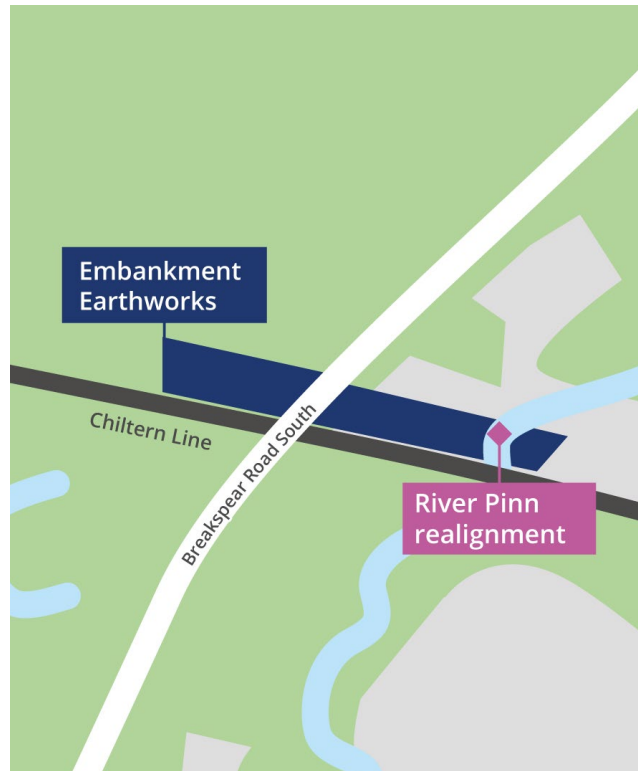 Embankment
Earthworks
Chiltern Line
Breakspear Road South
River Pinn
realignment